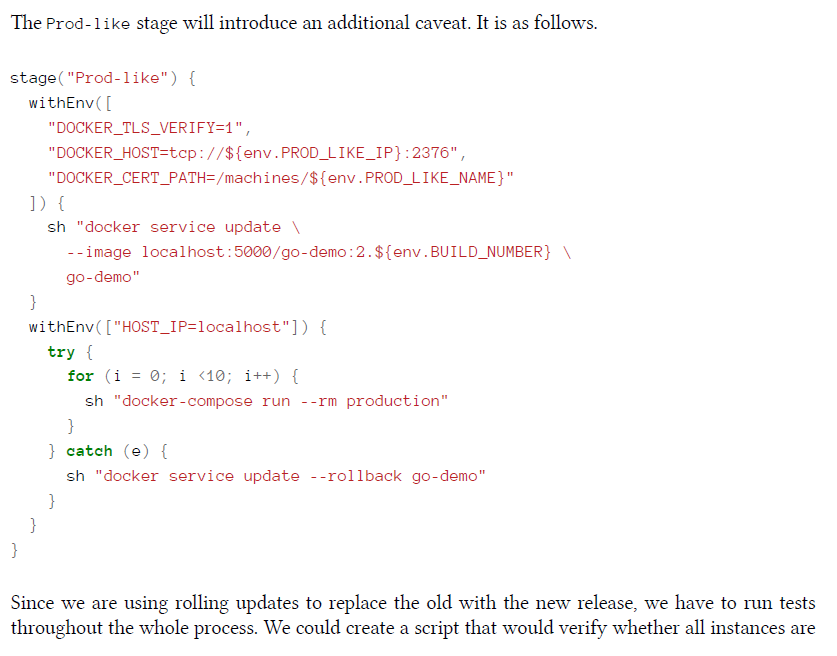 The Prod-like stage will introduce an additional caveat. It is as follows.
stage("Prod-like") {
  withEnv([
    "DOCKER_TLS_VERIFY=1",
    "DOCKER_HOST=tcp://${env.PROD_LIKE_IP}:2376",
    "DOCKER_CERT_PATH=/machines/${env.PROD_LIKE_NAME}"
  ]) {
    sh "docker service update \
      --image localhost:5000/go-demo:2.${env.BUILD_NUMBER} \
      go-demo"
  }
  withEnv(["HOST_IP=localhost"]) {
    try {
      for (i = 0; i <10; i++) {
        sh "docker-compose run --rm production"
      }
    } catch (e) {
      sh "docker service update --rollback go-demo"
    }
  }
}
Since we are using rolling updates to replace the old with the new release, we have to run tests
throughout the whole process. We could create a script that would verify whether all instances are